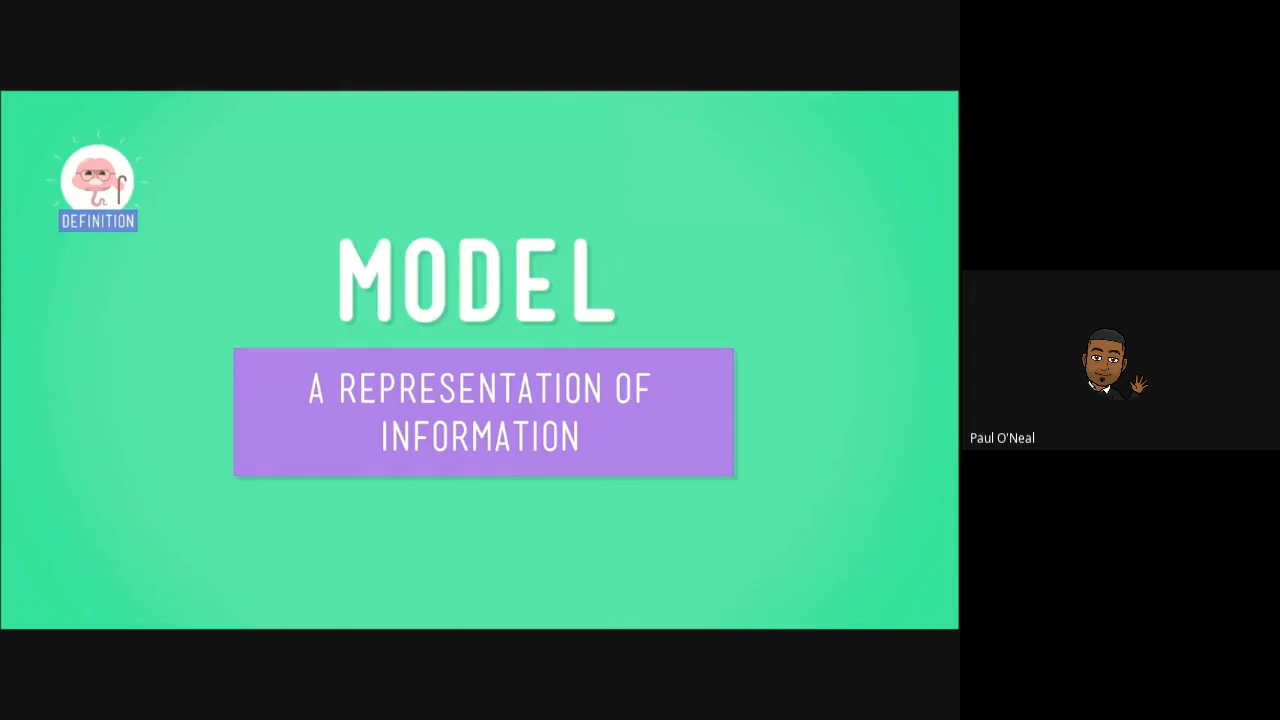 DEFINITION
MODEL
A REPRESENTATION OF
INFORMATION
Paul O'Neal